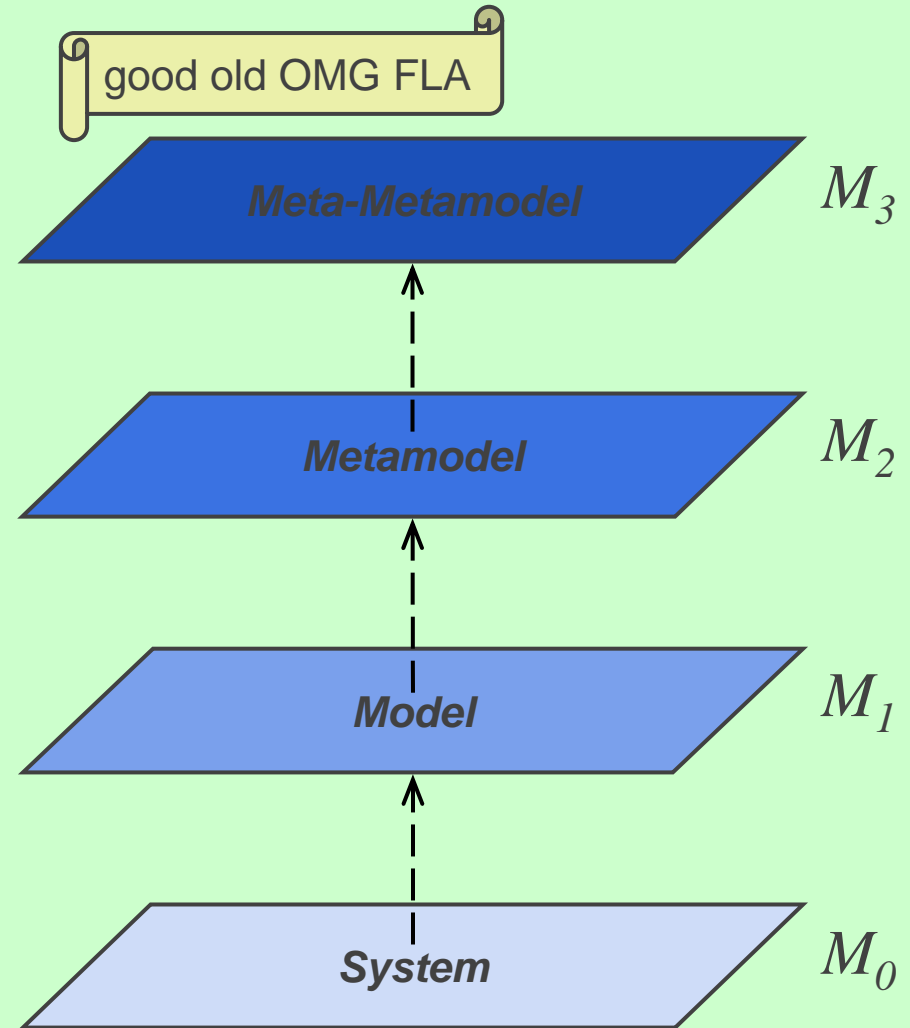 good old OMG FLA
Meta-Metamodel M3
Metamodel M2
Model M1
System M0